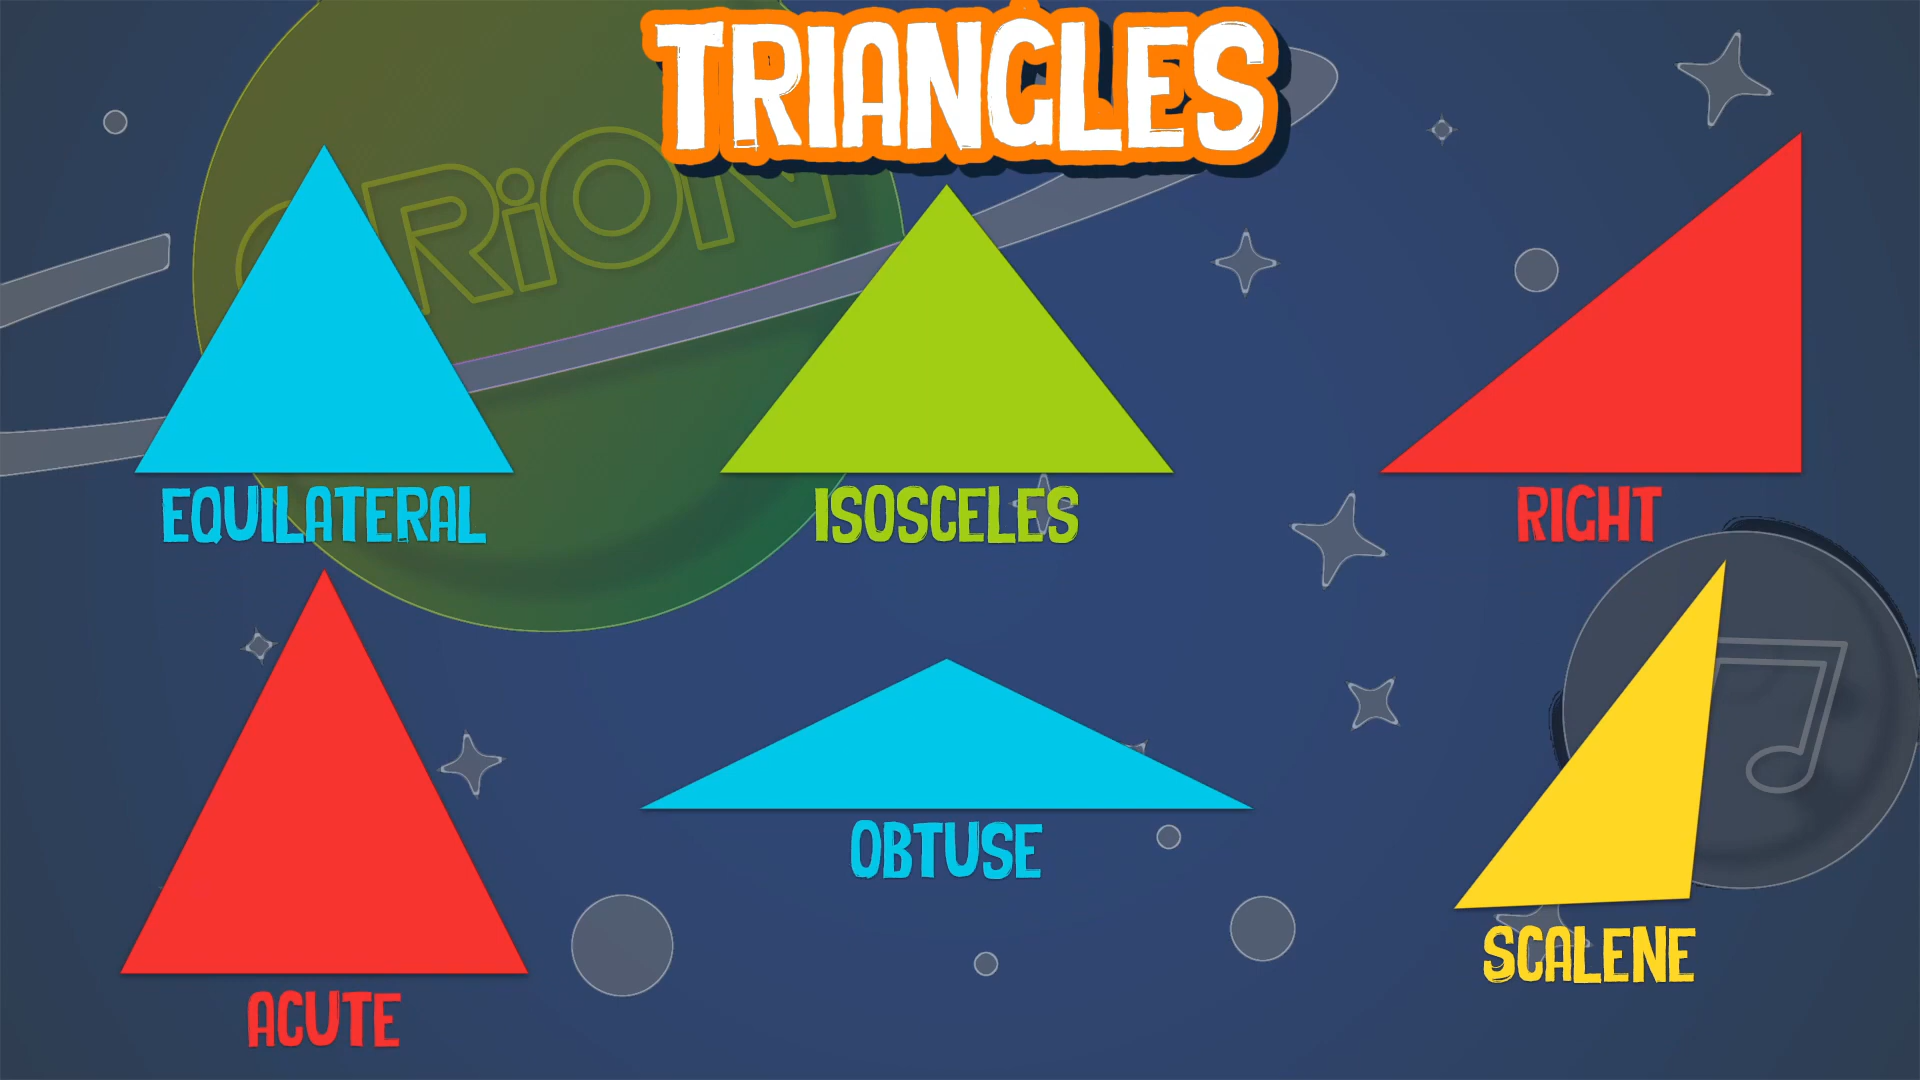 TRIANGLES
ORiON
EQUILATERAL
ISOSCELES
RIGHT
ACUTE
OBTUSE
SCALENE